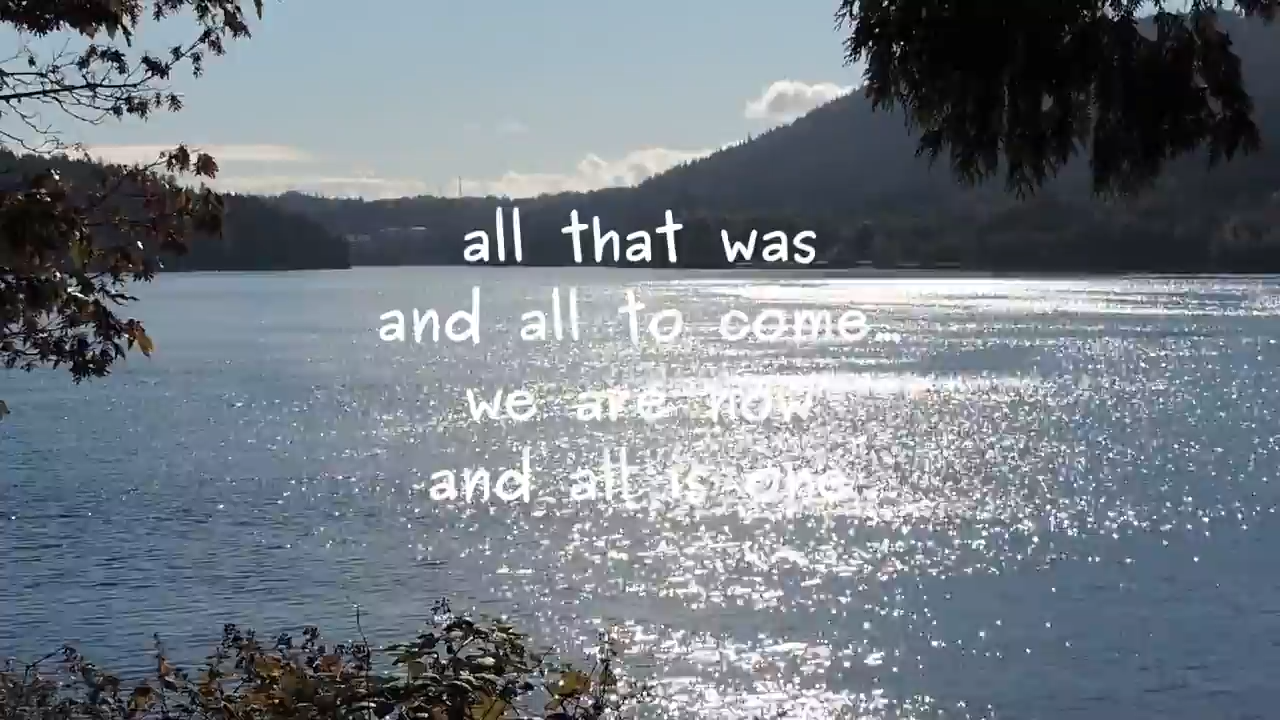 all that was
and all to come...
we are now
and all is one...